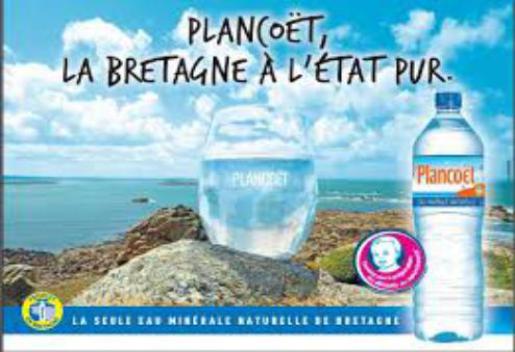 PLANCOËT,
LA BRETAGNE À L'ÉTAT PUR.
PLANCOËT
Plancoët
LA SEULE EAU MINÉRALE NATURELLE DE BRETAGNE